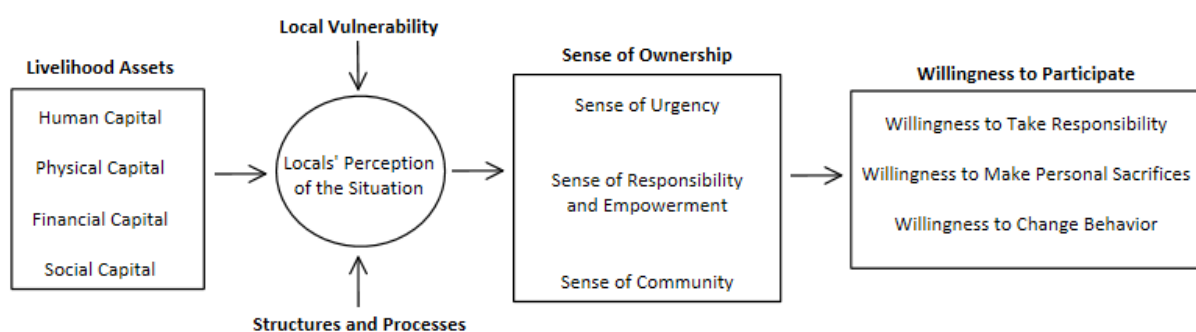 Local Vulnerability
Livelihood Assets
Human Capital
Physical Capital
Financial Capital
Social Capital
Locals' Perception
of the Situation
Structures and Processes
Sense of Ownership
Sense of Urgency
Sense of Responsibility
and Empowerment
Sense of Community
Willingness to Participate
Willingness to Take Responsibility
Willingness to Make Personal Sacrifices
Willingness to Change Behavior